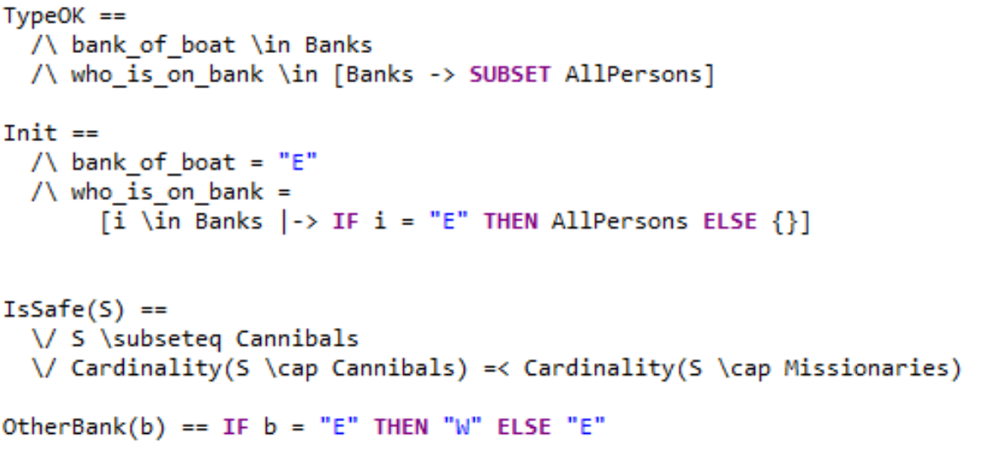 TypeOK ==
/\ bank_of_boat \in Banks
/\ who_is_on_bank \in [Banks -> SUBSET AllPersons]
Init ==
/\ bank_of_boat = "E"
/\ who_is_on_bank =
[i \in Banks |-> IF i = "E" THEN AllPersons ELSE {}]
IsSafe(S) ==
\/ S \subseteq Cannibals
\/ Cardinality(S \cap Cannibals) =< Cardinality(S \cap Missionaries)
OtherBank(b) == IF b = "E" THEN "W" ELSE "E"